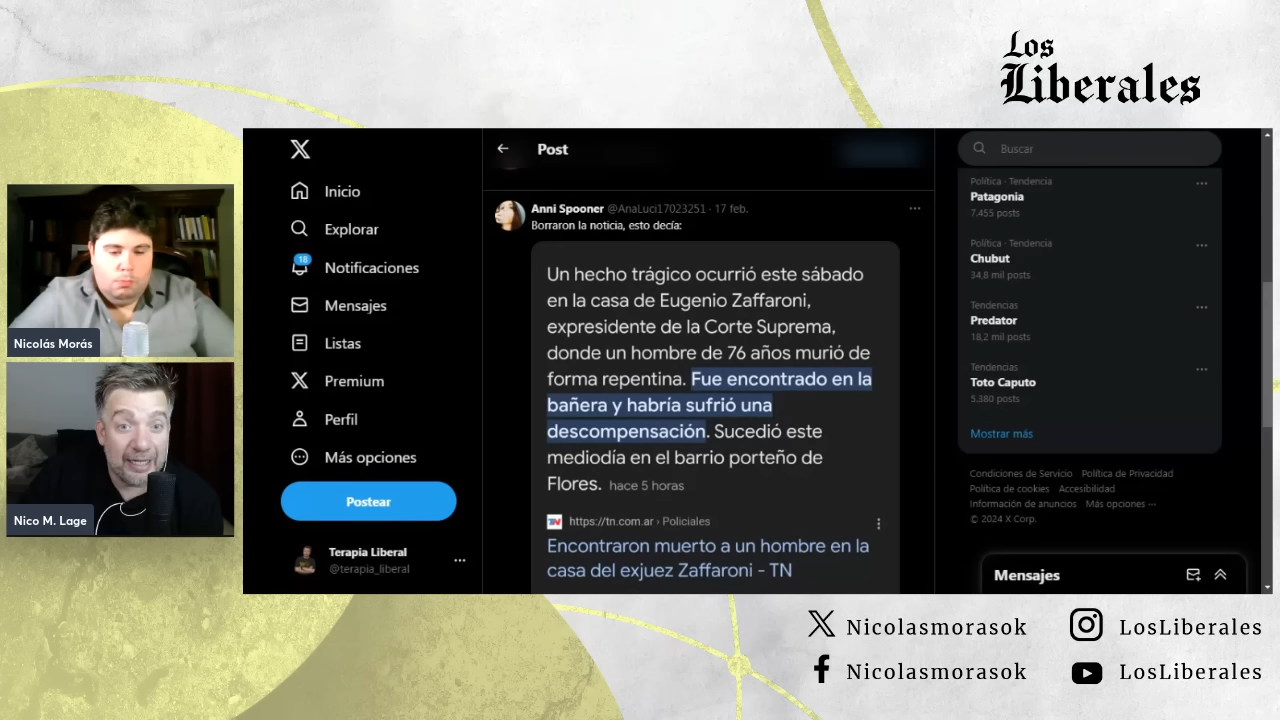 Los
Liberales
Nicolás Morás
Nico M. Lage
Inicio
Explorar
18
Notificaciones
Mensajes
Listas
Premium
Perfil
Más opciones
Postear
Terapia Liberal
@terapia_liberal
Post
Anni Spooner @AnaLuci17023251 · 17 feb.
Borraron la noticia, esto decía:
Un hecho trágico ocurrió este sábado
en la casa de Eugenio Zaffaroni,
expresidente de la Corte Suprema,
donde un hombre de 76 años murió de
forma repentina. Fue encontrado en la
bañera y habría sufrió una
descompensación. Sucedió este
mediodía en el barrio porteño de
Flores. hace 5 horas
https://tn.com.ar › Policiales
Encontraron muerto a un hombre en la
casa del exjuez Zaffaroni - TN
Buscar
Política · Tendencia
Patagonia
7.455 posts
Política · Tendencia
Chubut
34,8 mil posts
Tendencias
Predator
18,2 mil posts
Tendencias
Toto Caputo
5.380 posts
Mostrar más
Condiciones de Servicio Política de Privacidad
Política de cookies Accesibilidad
Información de anuncios Más opciones ···
© 2024 X Corp.
Mensajes
Nicolasmorasok
LosLiberales
Nicolasmorasok
LosLiberales